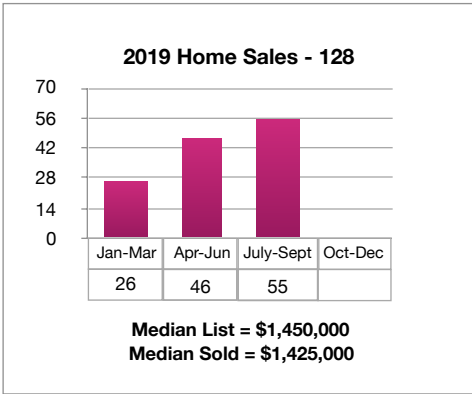 2019 Home Sales - 128
70
56
42
28
14
0
Jan-Mar Apr-Jun July-Sept Oct-Dec
26 46 55
Median List = $1,450,000
Median Sold = $1,425,000